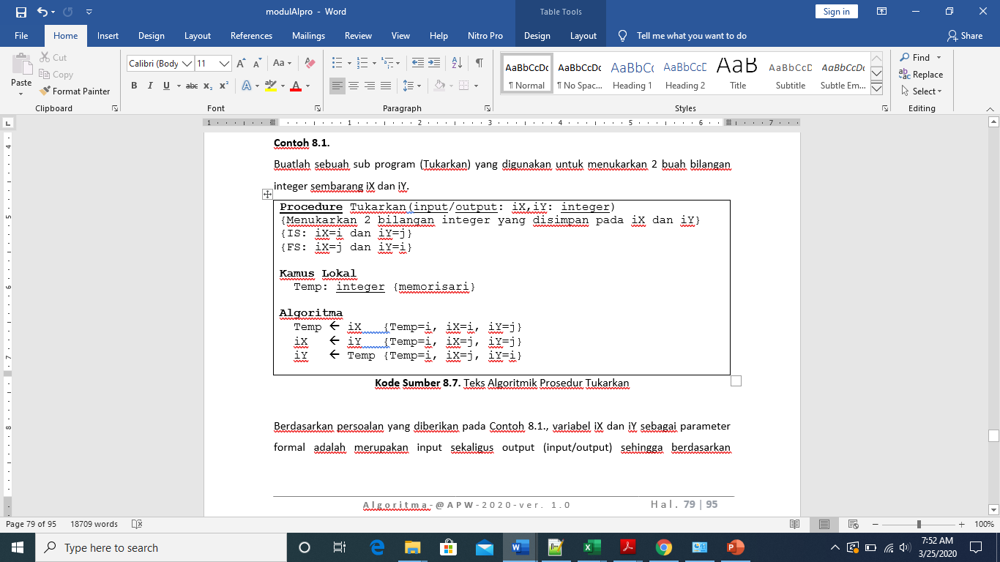 modulAlpro - Word
Table Tools
Sign in
File Home Insert Design Layout References Mailings Review View Help Nitro Pro Design Layout Tell me what you want to do Share
Paste
Cut
Copy
Format Painter
Clipboard
Calibri (Body 11
Font
Paragraph
AaBbCcDc AaBbCcDc AaBbCc AaBbCcD AaB AaBbCcD AaBbCcDc
¶ Normal ¶ No Spac... Heading 1 Heading 2 Title Subtitle Subtle Em...
Styles
Find
Replace
Select
Editing
Contoh 8.1.
Buatlah sebuah sub program (Tukarkan) yang digunakan untuk menukarkan 2 buah bilangan
integer sembarang iX dan iY.
Procedure Tukarkan(input/output: iX,iY: integer)
{Menukarkan 2 bilangan integer yang disimpan pada iX dan iY}
{IS: iX=i dan iY=j}
{FS: iX=j dan iY=i}
Kamus Lokal
Temp: integer {memorisari}
Algoritma
Temp ← iX {Temp=i, iX=i, iY=j}
iX ← iY {Temp=i, iX=j, iY=j}
iY ← Temp {Temp=i, iX=j, iY=i}
Kode Sumber 8.7. Teks Algoritmik Prosedur Tukarkan
Berdasarkan persoalan yang diberikan pada Contoh 8.1., variabel iX dan iY sebagai parameter
formal adalah merupakan input sekaligus output (input/output) sehingga berdasarkan
Algoritma-@APW-2020-ver. 1.0 Hal. 79 | 95
Page 79 of 95 18709 words 100%
Type here to search
7:52 AM
3/25/2020